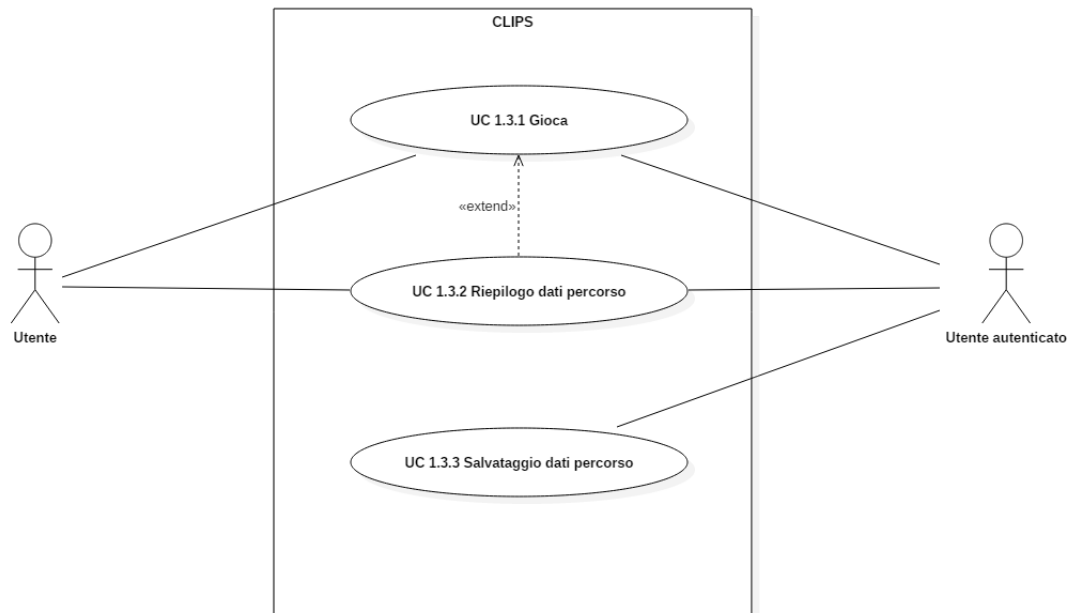 CLIPS
UC 1.3.1 Gioca
«extend»
UC 1.3.2 Riepilogo dati percorso
Utente
Utente autenticato
UC 1.3.3 Salvataggio dati percorso